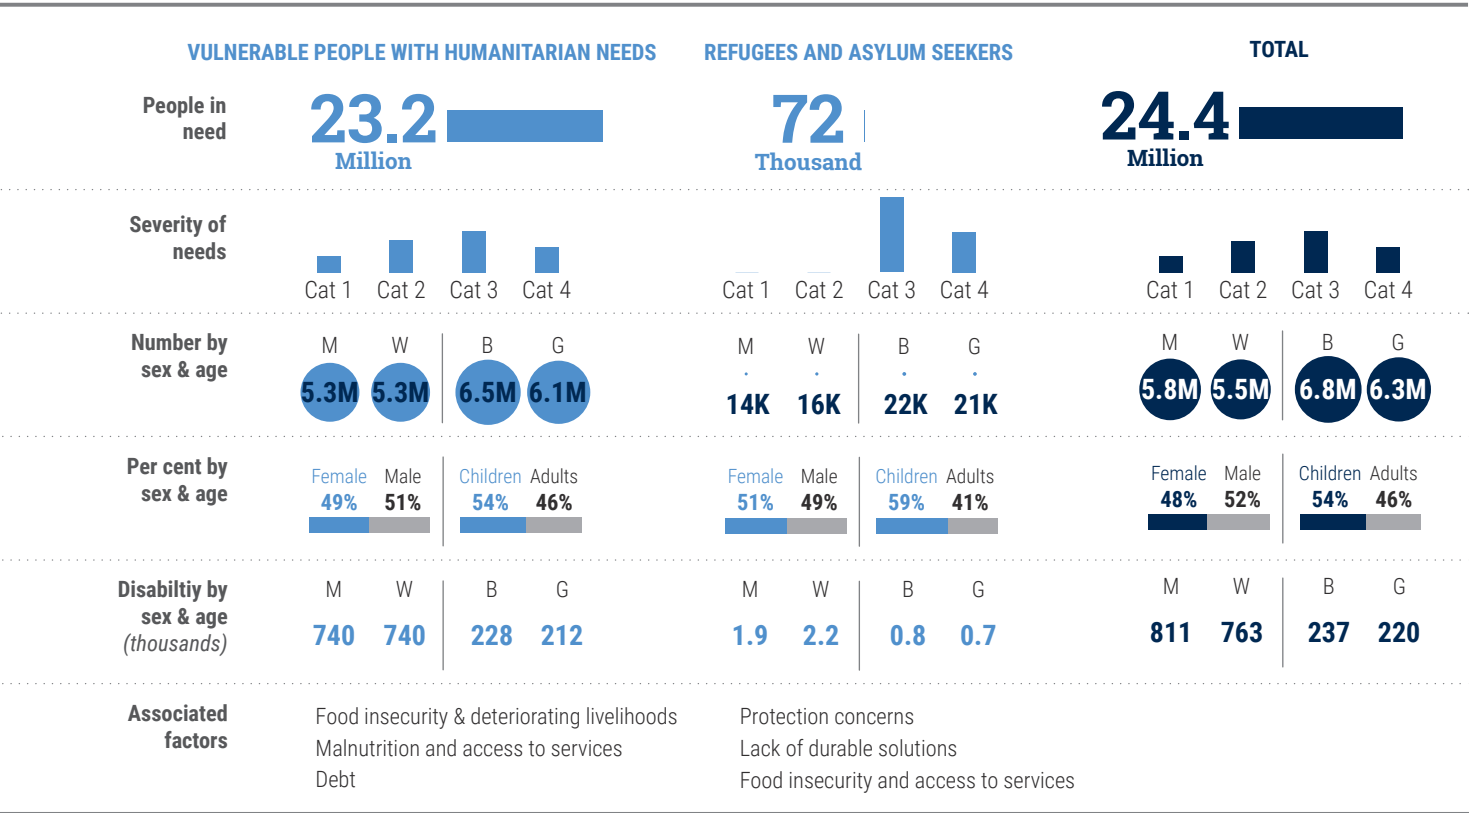 VULNERABLE PEOPLE WITH HUMANITARIAN NEEDS
REFUGEES AND ASYLUM SEEKERS
TOTAL
People in
need
23.2
Million
72
Thousand
24.4
Million
Severity of
needs
Cat 1 Cat 2 Cat 3 Cat 4
Cat 1 Cat 2 Cat 3 Cat 4
Cat 1 Cat 2 Cat 3 Cat 4
Number by
sex & age
M W B G
5.3M 5.3M 6.5M 6.1M
M W B G
14K 16K 22K 21K
M W B G
5.8M 5.5M 6.8M 6.3M
Per cent by
sex & age
Female Male Children Adults
49% 51% 54% 46%
Female Male Children Adults
51% 49% 59% 41%
Female Male Children Adults
48% 52% 54% 46%
Disabiltiy by
sex & age
(thousands)
M W B G
740 740 228 212
M W B G
1.9 2.2 0.8 0.7
M W B G
811 763 237 220
Associated
factors
Food insecurity & deteriorating livelihoods
Malnutrition and access to services
Debt
Protection concerns
Lack of durable solutions
Food insecurity and access to services